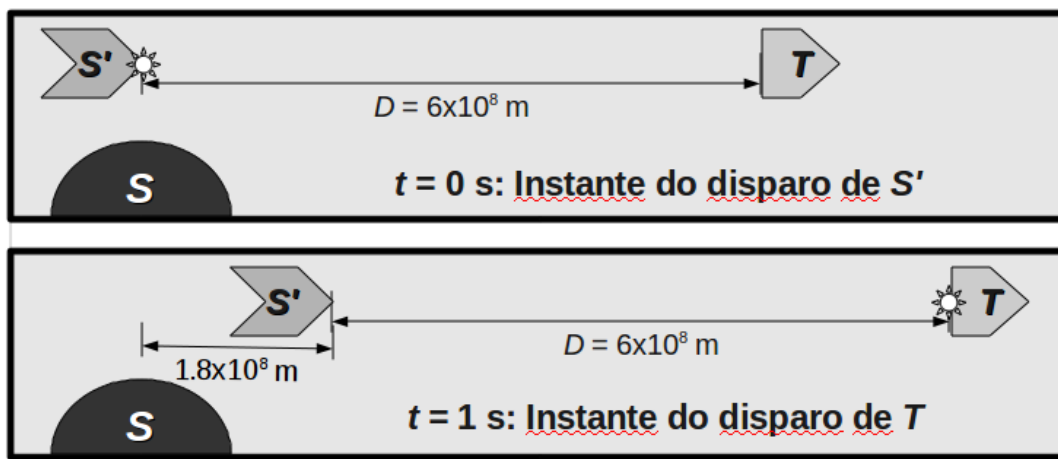 S'
T
D = 6x10⁸ m
S
t = 0 s: Instante do disparo de S'
S'
T
D = 6x10⁸ m
1.8x10⁸ m
S
t = 1 s: Instante do disparo de T